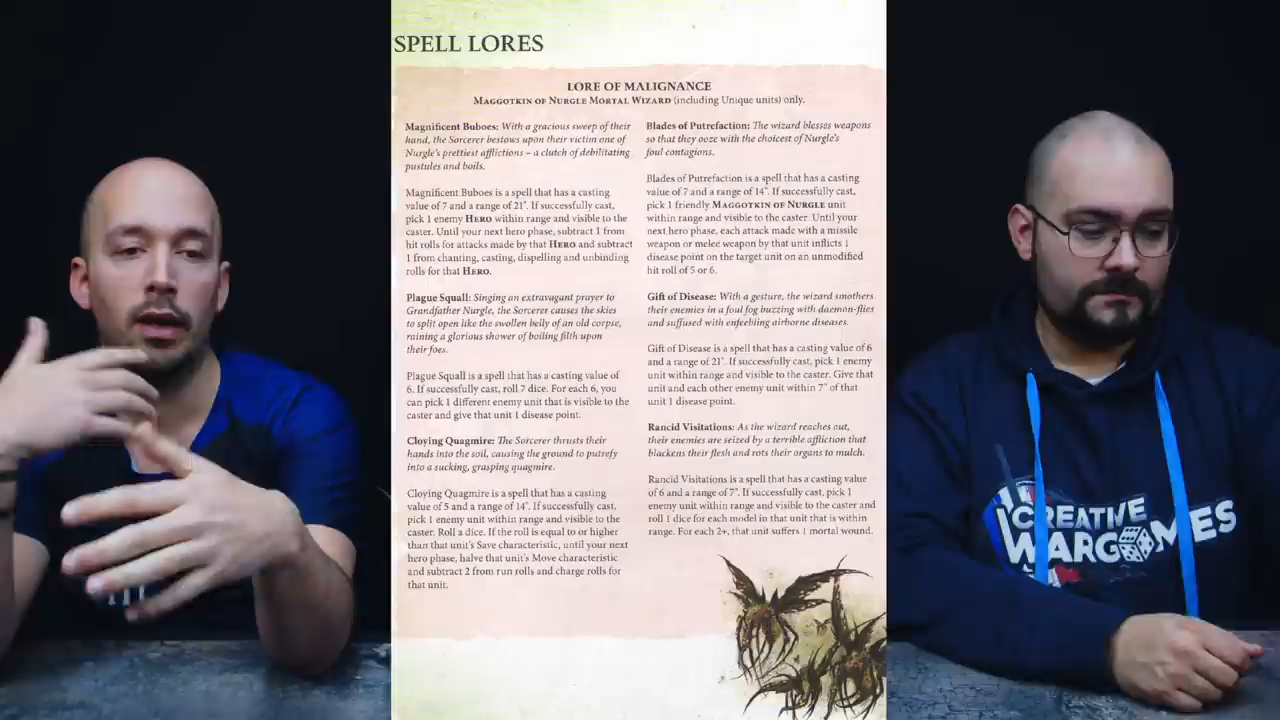 SPELL LORES
LORE OF MALIGNANCE
MAGGOTKIN OF NURGLE MORTAL WIZARD (including Unique units) only.
Magnificent Buboes: With a gracious sweep of their
hand, the Sorcerer bestows upon their victim one of
Nurgle's prettiest afflictions – a clutch of debilitating
pustules and boils.
Magnificent Buboes is a spell that has a casting
value of 7 and a range of 21". If successfully cast,
pick 1 enemy HERO within range and visible to the
caster. Until your next hero phase, subtract 1 from
hit rolls for attacks made by that HERO and subtract
1 from chanting, casting, dispelling and unbinding
rolls for that HERO.
Plague Squall: Singing an extravagant prayer to
Grandfather Nurgle, the Sorcerer causes the skies
to split open like the swollen belly of an old corpse,
raining a glorious shower of boiling filth upon
their foes.
Plague Squall is a spell that has a casting value of
6. If successfully cast, roll 7 dice. For each 6, you
can pick 1 different enemy unit that is visible to the
caster and give that unit 1 disease point.
Cloying Quagmire: The Sorcerer thrusts their
hands into the soil, causing the ground to putrefy
into a sucking, grasping quagmire.
Cloying Quagmire is a spell that has a casting
value of 5 and a range of 14". If successfully cast,
pick 1 enemy unit within range and visible to the
caster. Roll a dice. If the roll is equal to or higher
than that unit's Save characteristic, until your next
hero phase, halve that unit's Move characteristic
and subtract 2 from run rolls and charge rolls for
that unit.
Blades of Putrefaction: The wizard blesses weapons
so that they ooze with the choicest of Nurgle's
foul contagions.
Blades of Putrefaction is a spell that has a casting
value of 7 and a range of 14". If successfully cast,
pick 1 friendly MAGGOTKIN OF NURGLE unit
within range and visible to the caster. Until your
next hero phase, each attack made with a missile
weapon or melee weapon by that unit inflicts 1
disease point on the target unit on an unmodified
hit roll of 5 or 6.
Gift of Disease: With a gesture, the wizard smothers
their enemies in a foul fog buzzing with daemon-flies
and suffused with enfeebling airborne diseases.
Gift of Disease is a spell that has a casting value of 6
and a range of 21". If successfully cast, pick 1 enemy
unit within range and visible to the caster. Give that
unit and each other enemy unit within 7" of that
unit 1 disease point.
Rancid Visitations: As the wizard reaches out,
their enemies are seized by a terrible affliction that
blackens their flesh and rots their organs to mulch.
Rancid Visitations is a spell that has a casting value
of 6 and a range of 7". If successfully cast, pick 1
enemy unit within range and visible to the caster and
roll 1 dice for each model in that unit that is within
range. For each 2+, that unit suffers 1 mortal wound.
CREATIVE
WARGAMES